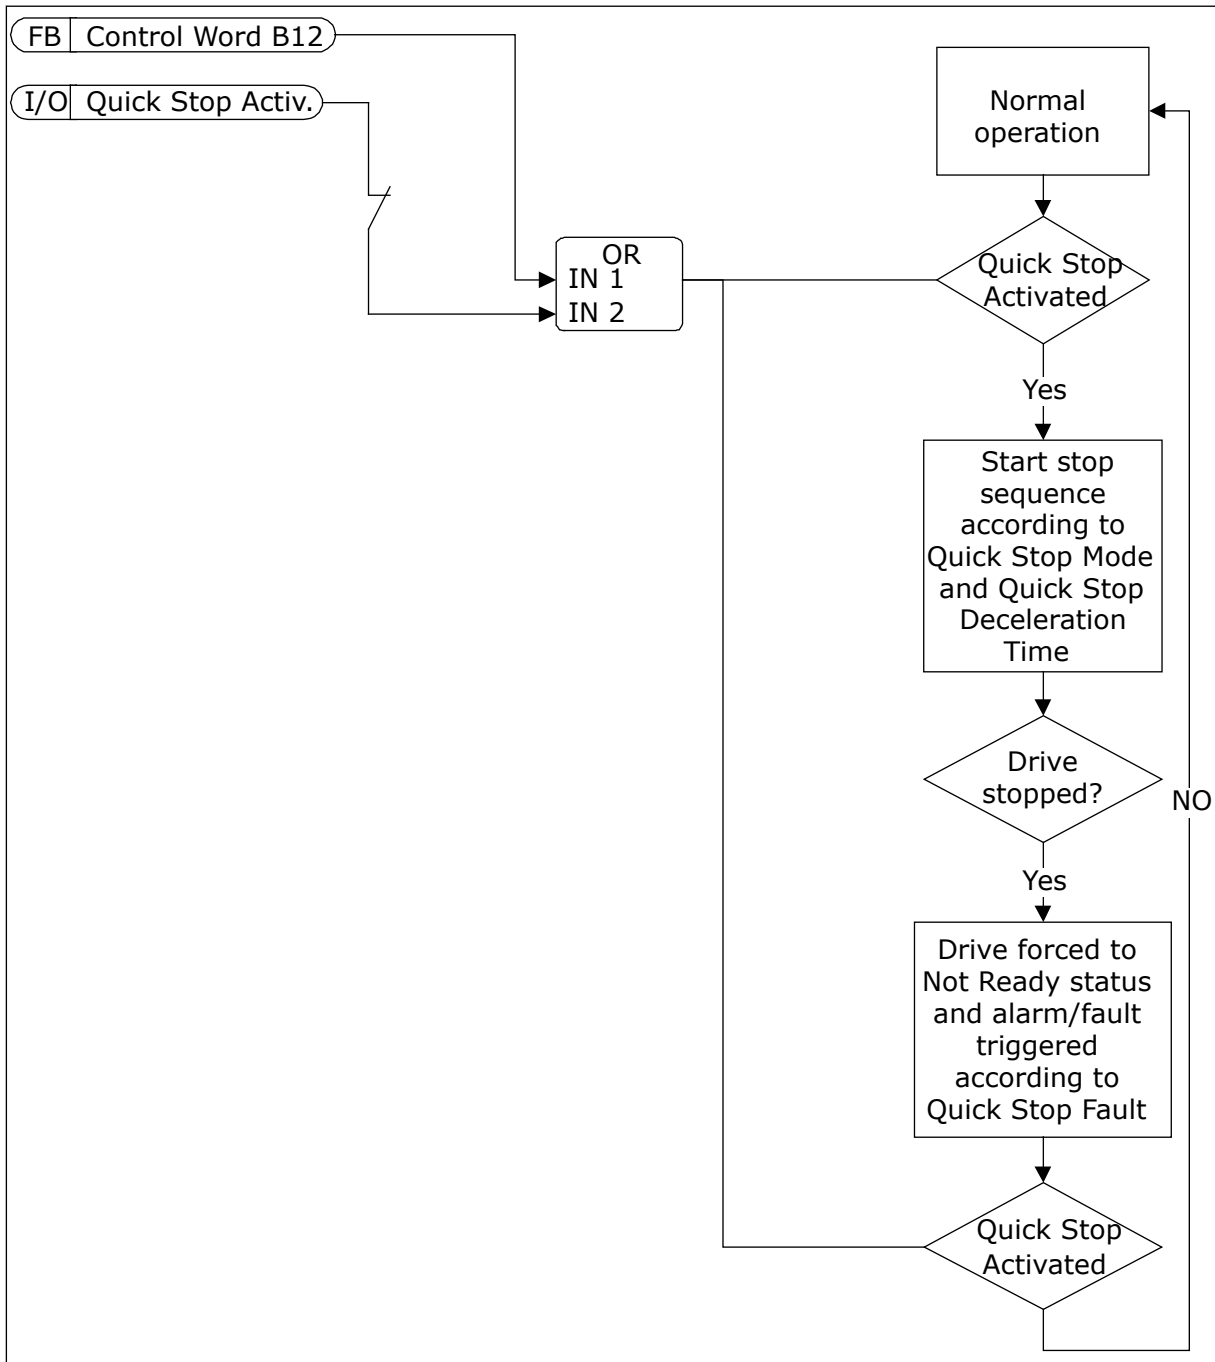 FB Control Word B12
I/O Quick Stop Activ.
OR
IN 1
IN 2
Normal
operation
Quick Stop
Activated
Yes
Start stop
sequence
according to
Quick Stop Mode
and Quick Stop
Deceleration
Time
Drive
stopped?
NO
Yes
Drive forced to
Not Ready status
and alarm/fault
triggered
according to
Quick Stop Fault
Quick Stop
Activated